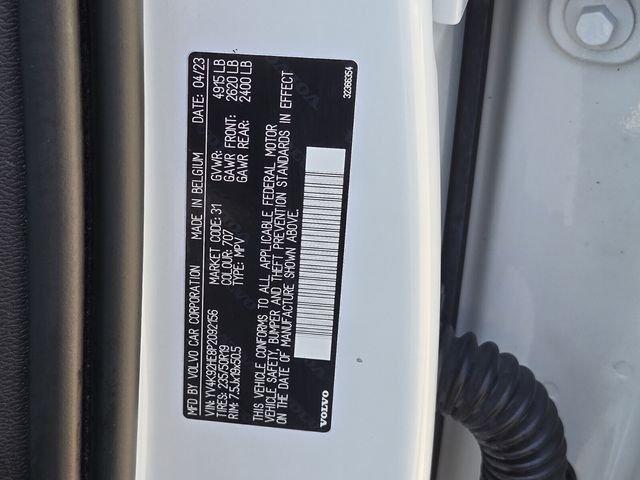 MFD BY VOLVO CAR CORPORATION MADE IN BELGIUM DATE: 04/23
VIN: YV4K92HE8P2092156 MARKET CODE: 31 GVWR: 4915 LB
TIRES: 235/50R19 COLOUR: 707 GAWR FRONT: 2620 LB
RIM: 7.5Jx19x50.5 TYPE: MPV GAWR REAR: 2400 LB
THIS VEHICLE CONFORMS TO ALL APPLICABLE FEDERAL MOTOR
VEHICLE SAFETY, BUMPER AND THEFT PREVENTION STANDARDS IN EFFECT
ON THE DATE OF MANUFACTURE SHOWN ABOVE.
VOLVO 32366354